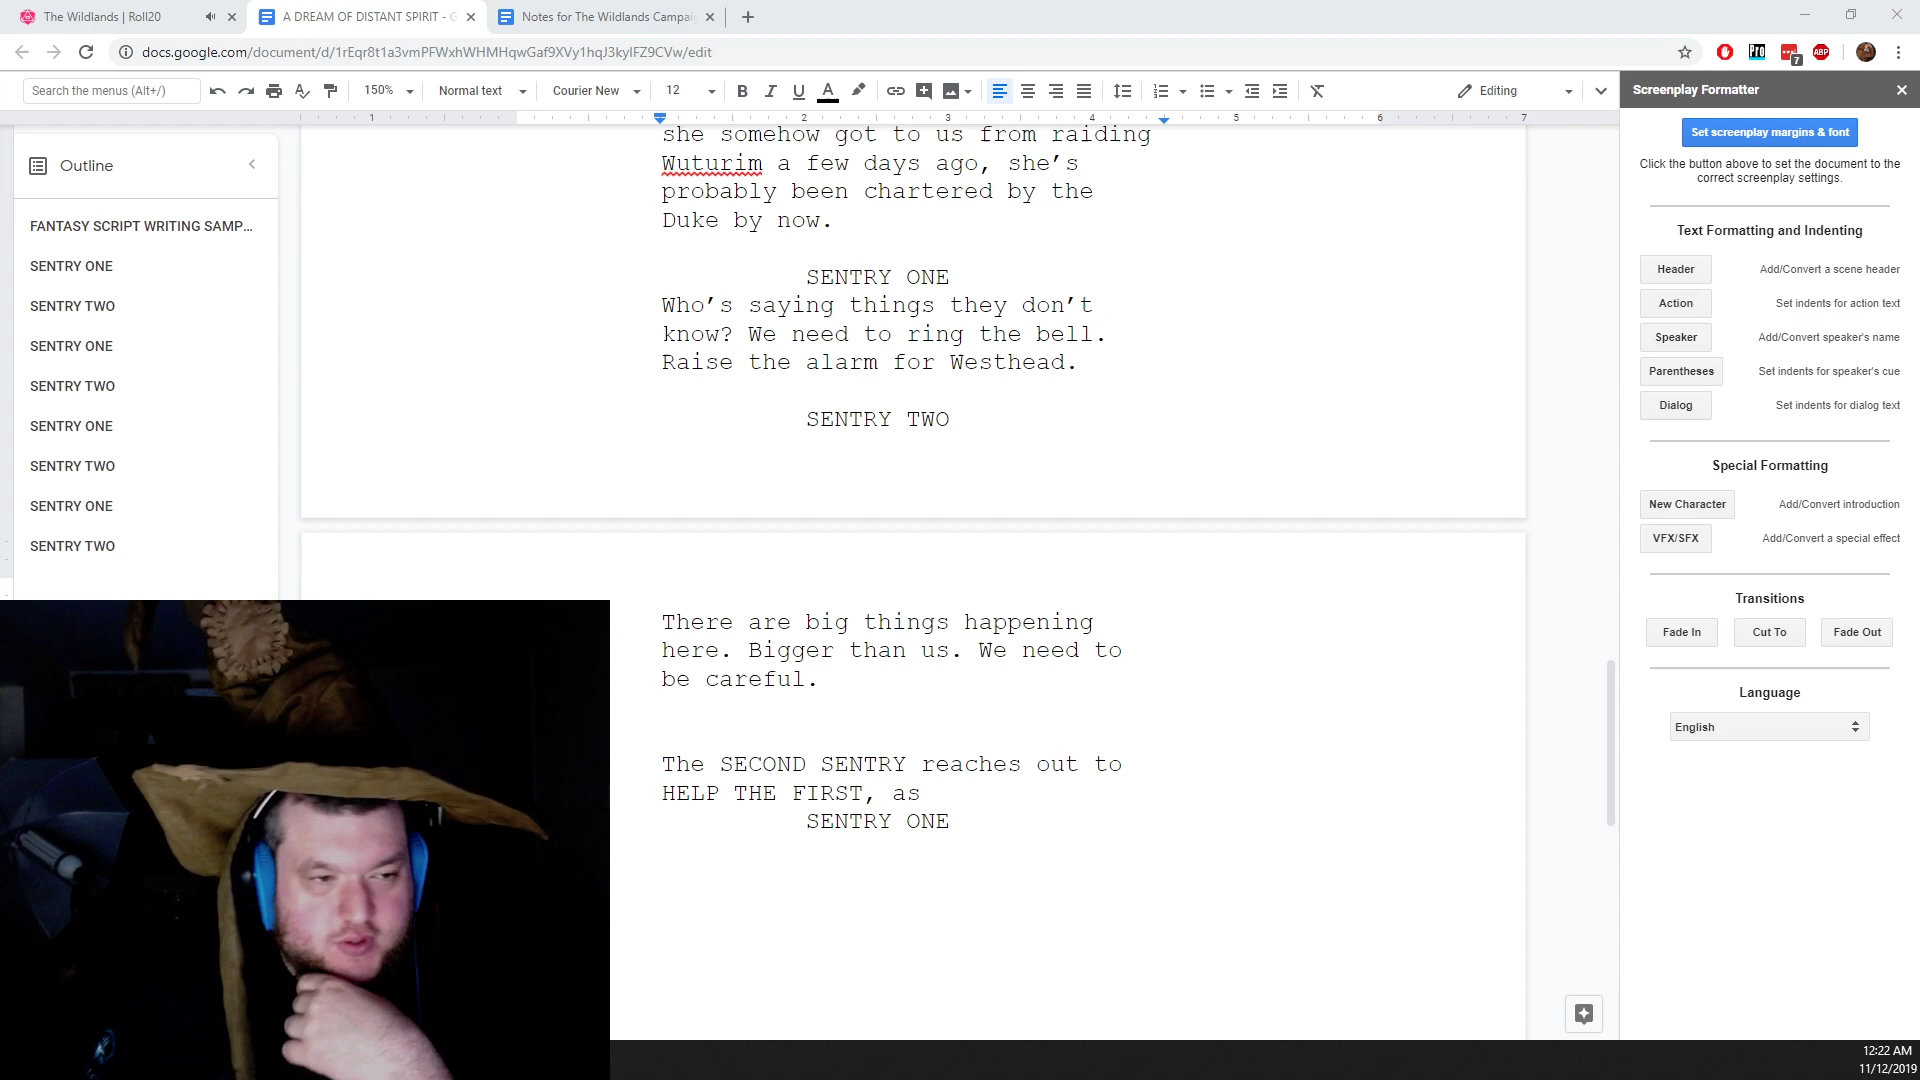 The Wildlands | Roll20
A DREAM OF DISTANT SPIRIT - G
Notes for The Wildlands Campai
docs.google.com/document/d/1rEqr8t1a3vmPFWxhWHMHqwGaf9XVy1hqJ3kyIFZ9CVw/edit
7
ABP
Search the menus (Alt+/)
150%
Normal text
Courier New
12
Editing
Screenplay Formatter
1 1 2 3 4 5 6 7
Outline
FANTASY SCRIPT WRITING SAMP...
SENTRY ONE
SENTRY TWO
SENTRY ONE
SENTRY TWO
SENTRY ONE
SENTRY TWO
SENTRY ONE
SENTRY TWO
she somehow got to us from raiding
Wuturim a few days ago, she’s
probably been chartered by the
Duke by now.
SENTRY ONE
Who’s saying things they don’t
know? We need to ring the bell.
Raise the alarm for Westhead.
SENTRY TWO
There are big things happening
here. Bigger than us. We need to
be careful.
The SECOND SENTRY reaches out to
HELP THE FIRST, as
SENTRY ONE
Set screenplay margins & font
Click the button above to set the document to the
correct screenplay settings.
Text Formatting and Indenting
Header Add/Convert a scene header
Action Set indents for action text
Speaker Add/Convert speaker's name
Parentheses Set indents for speaker's cue
Dialog Set indents for dialog text
Special Formatting
New Character Add/Convert introduction
VFX/SFX Add/Convert a special effect
Transitions
Fade In Cut To Fade Out
Language
English
12:22 AM
11/12/2019